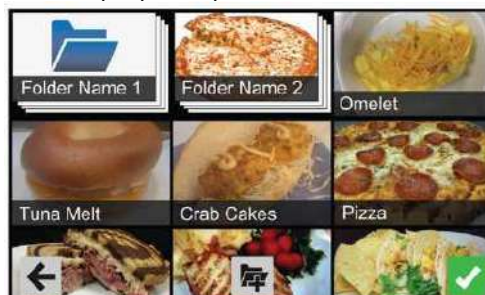 Folder Name 1
Folder Name 2
Omelet
Tuna Melt
Crab Cakes
Pizza